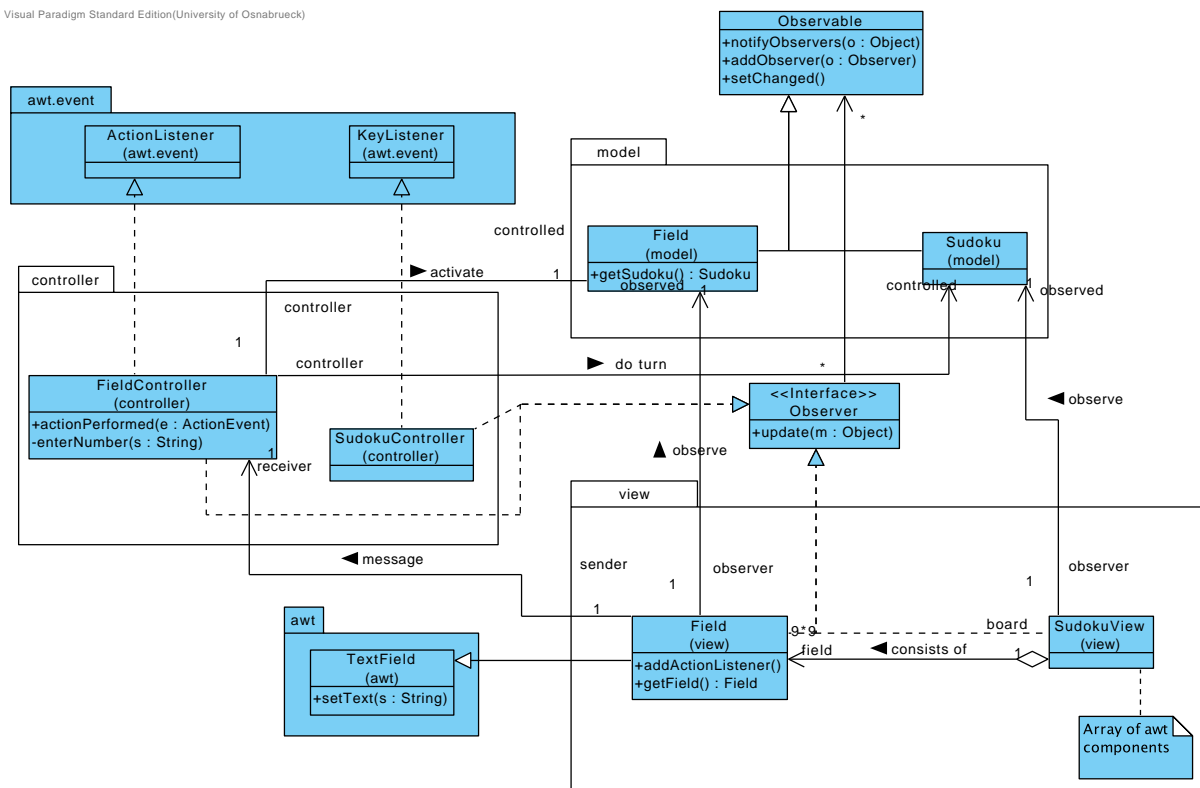 Visual Paradigm Standard Edition(University of Osnabrueck)
Observable
+notifyObservers(o : Object)
+addObserver(o : Observer)
+setChanged()
*
awt.event
ActionListener
(awt.event)
KeyListener
(awt.event)
model
controlled
Field
(model)
+getSudoku() : Sudoku
observed
1
1
Sudoku
(model)
controlled
1
observed
controller
activate
controller
1
controller
do turn
*
FieldController
(controller)
+actionPerformed(e : ActionEvent)
-enterNumber(s : String)
1
receiver
SudokuController
(controller)
<<Interface>>
Observer
+update(m : Object)
observe
observe
view
message
sender
1
observer
1
observer
1
awt
TextField
(awt)
+setText(s : String)
Field
(view)
+addActionListener()
+getField() : Field
9*9
field
consists of
board
1
SudokuView
(view)
Array of awt
components